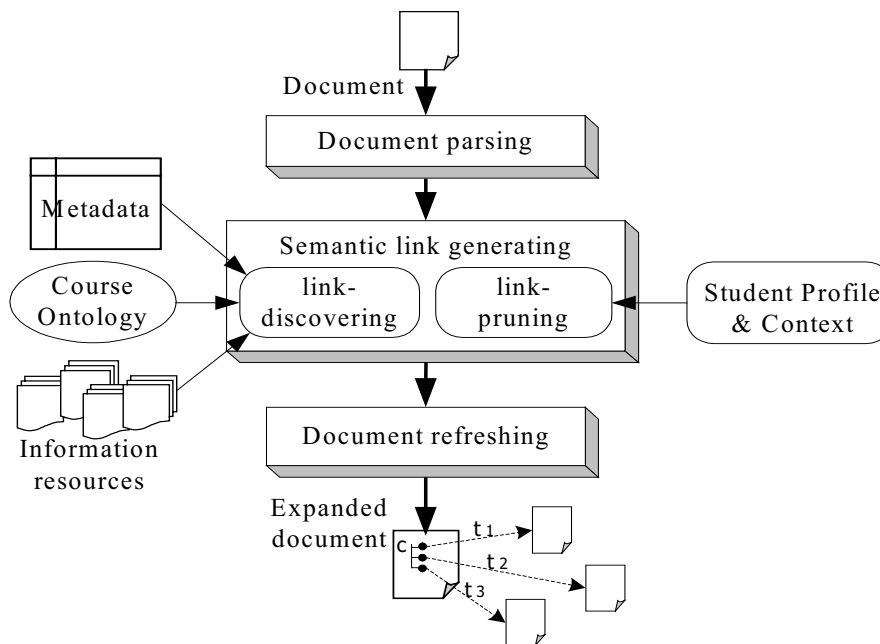 Document
Document parsing
Metadata
Semantic link generating
Course
Ontology
link-
discovering
link-
pruning
Student Profile
& Context
Information
resources
Document refreshing
Expanded
document
c
t1
t2
t3